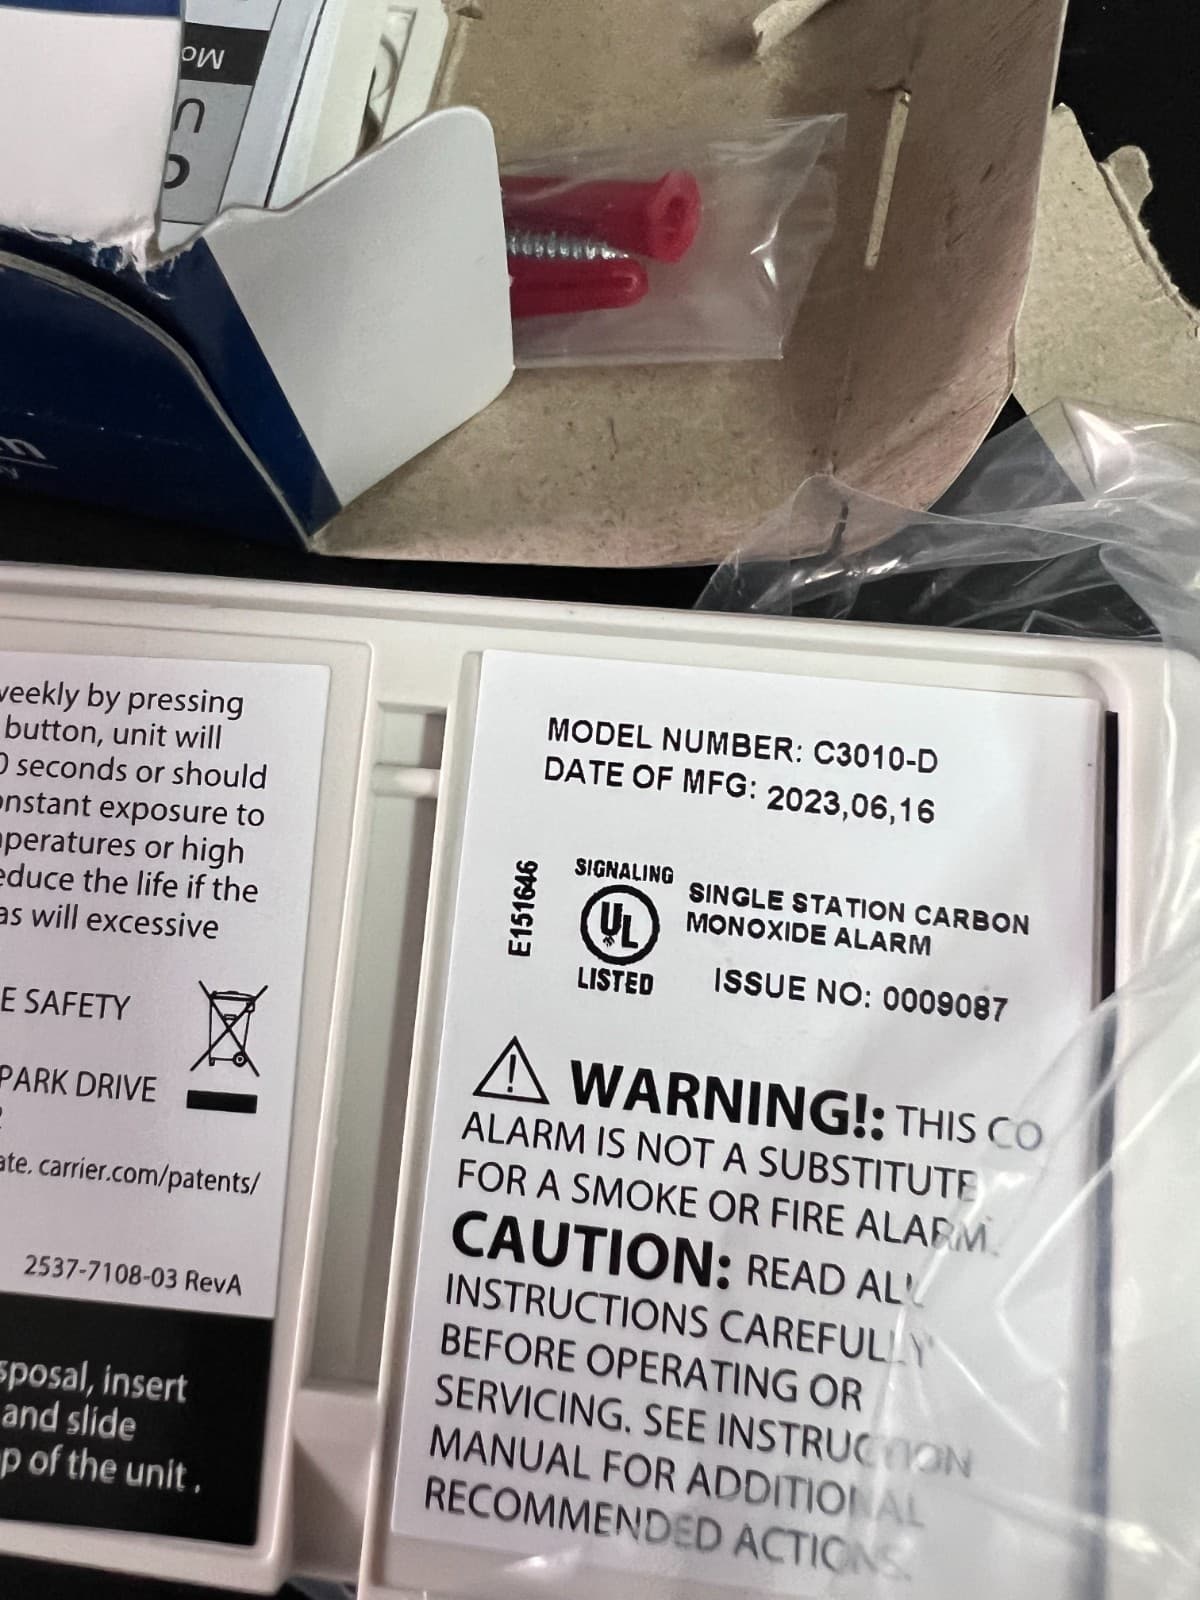 weekly by pressing
button, unit will
0 seconds or should
onstant exposure to
peratures or high
educe the life if the
as will excessive
E SAFETY
PARK DRIVE
ate. carrier.com/patents/
2537-7108-03 RevA
sposal, insert
and slide
p of the unit.
MODEL NUMBER: C3010-D
DATE OF MFG: 2023,06,16
E151646
SIGNALING
UL
LISTED
SINGLE STATION CARBON
MONOXIDE ALARM
ISSUE NO: 0009087
WARNING!: THIS CO
ALARM IS NOT A SUBSTITUTE
FOR A SMOKE OR FIRE ALARM.
CAUTION: READ ALL
INSTRUCTIONS CAREFULLY
BEFORE OPERATING OR
SERVICING. SEE INSTRUCTION
MANUAL FOR ADDITIONAL
RECOMMENDED ACTIONS.